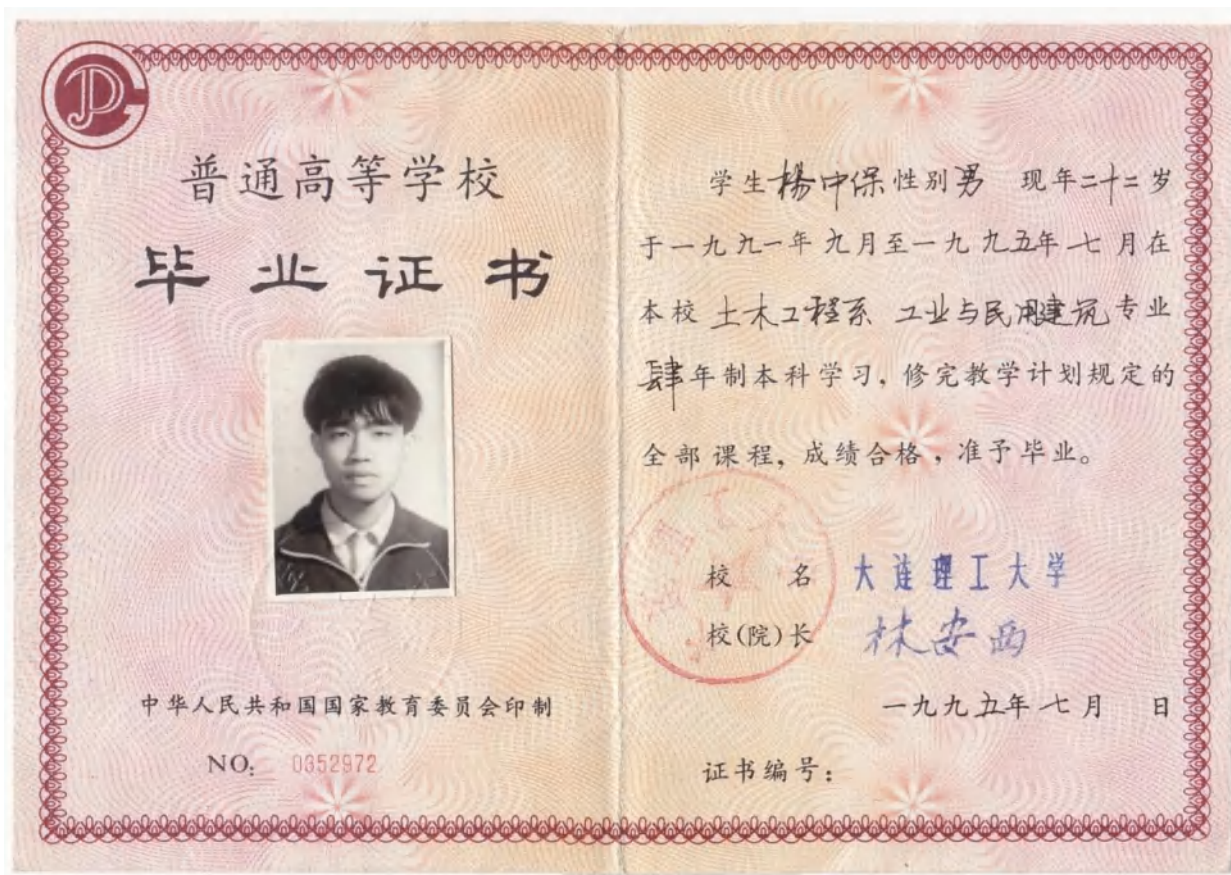 普通高等学校
毕业证书
中华人民共和国国家教育委员会印制
NO: 0352972
学生楊中保性别男 现年二十二岁
于一九九一年九月至一九九五年七月在
本校 土木工程系 工业与民用建筑专业
肆年制本科学习，修完教学计划规定的
全部课程，成绩合格，准予毕业。
校 名 大连理工大学
校(院)长 林安西
一九九五年七月 日
证书编号：